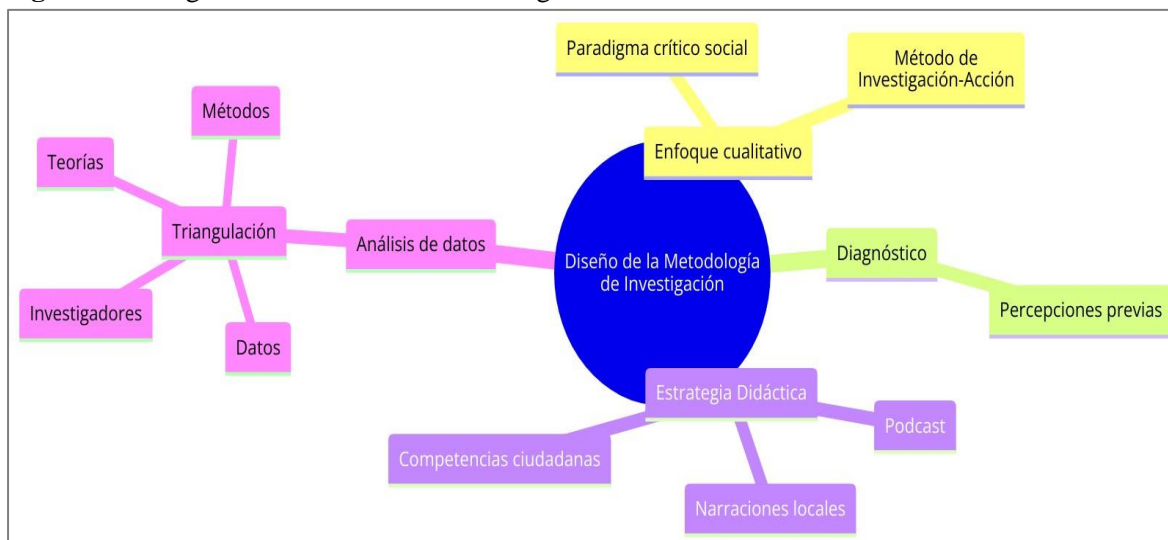 Paradigma crítico social
Método de
Investigación-Acción
Enfoque cualitativo
Métodos
Teorías
Triangulación
Análisis de datos
Investigadores
Datos
Diseño de la Metodología
de Investigación
Diagnóstico
Percepciones previas
Estrategia Didáctica
Podcast
Competencias ciudadanas
Narraciones locales